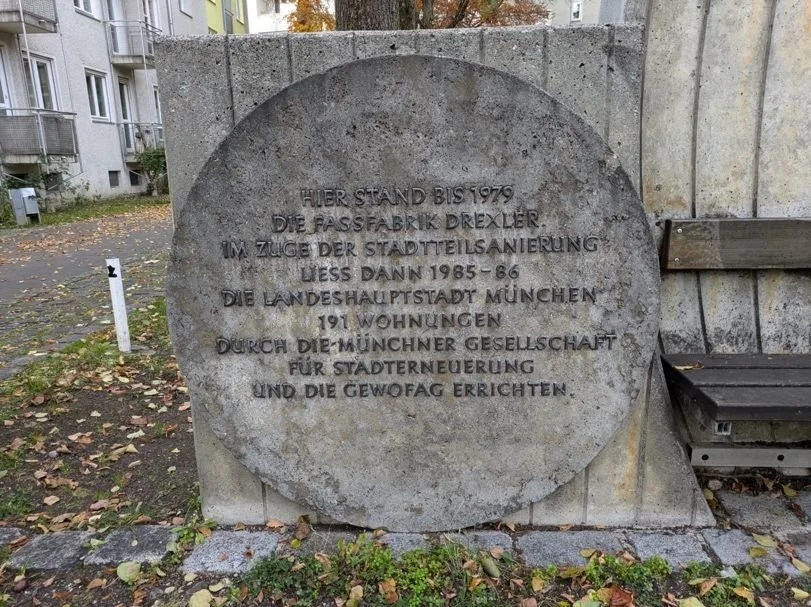 HIER STAND BIS 1979
DIE FASSFABRIK DREXLER.
IM ZUGE DER STADTTEILSANIERUNG
LIESS DANN 1985-86
DIE LANDESHAUPTSTADT MÜNCHEN
191 WOHNUNGEN
DURCH DIE MÜNCHNER GESELLSCHAFT
FÜR STADTERNEUERUNG
UND DIE GEWOFAG ERRICHTEN.